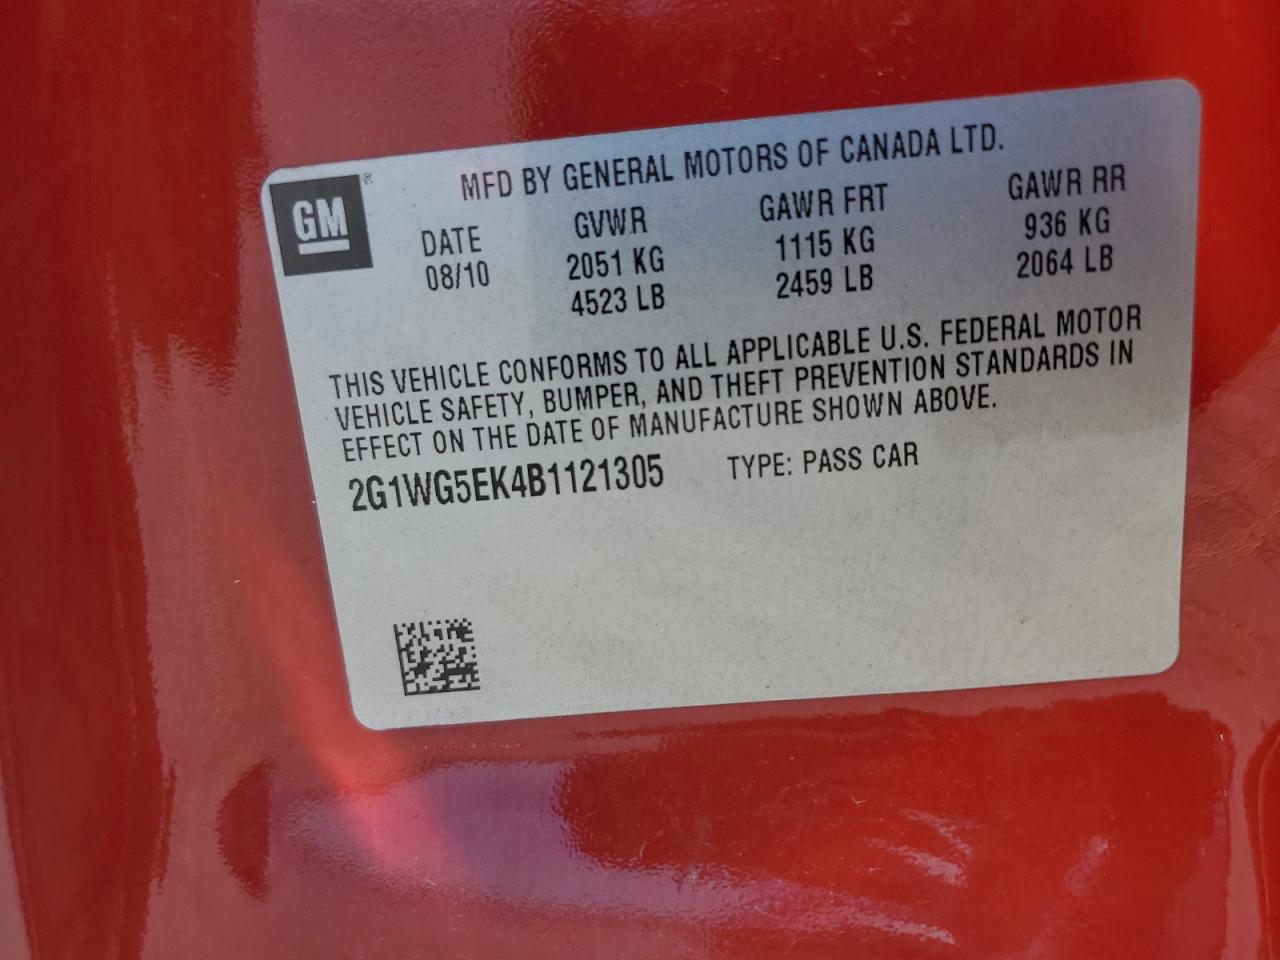 GM ®
MFD BY GENERAL MOTORS OF CANADA LTD.
DATE GVWR GAWR FRT GAWR RR
08/10 2051 KG 1115 KG 936 KG
4523 LB 2459 LB 2064 LB
THIS VEHICLE CONFORMS TO ALL APPLICABLE U.S. FEDERAL MOTOR
VEHICLE SAFETY, BUMPER, AND THEFT PREVENTION STANDARDS IN
EFFECT ON THE DATE OF MANUFACTURE SHOWN ABOVE.
2G1WG5EK4B1121305 TYPE: PASS CAR